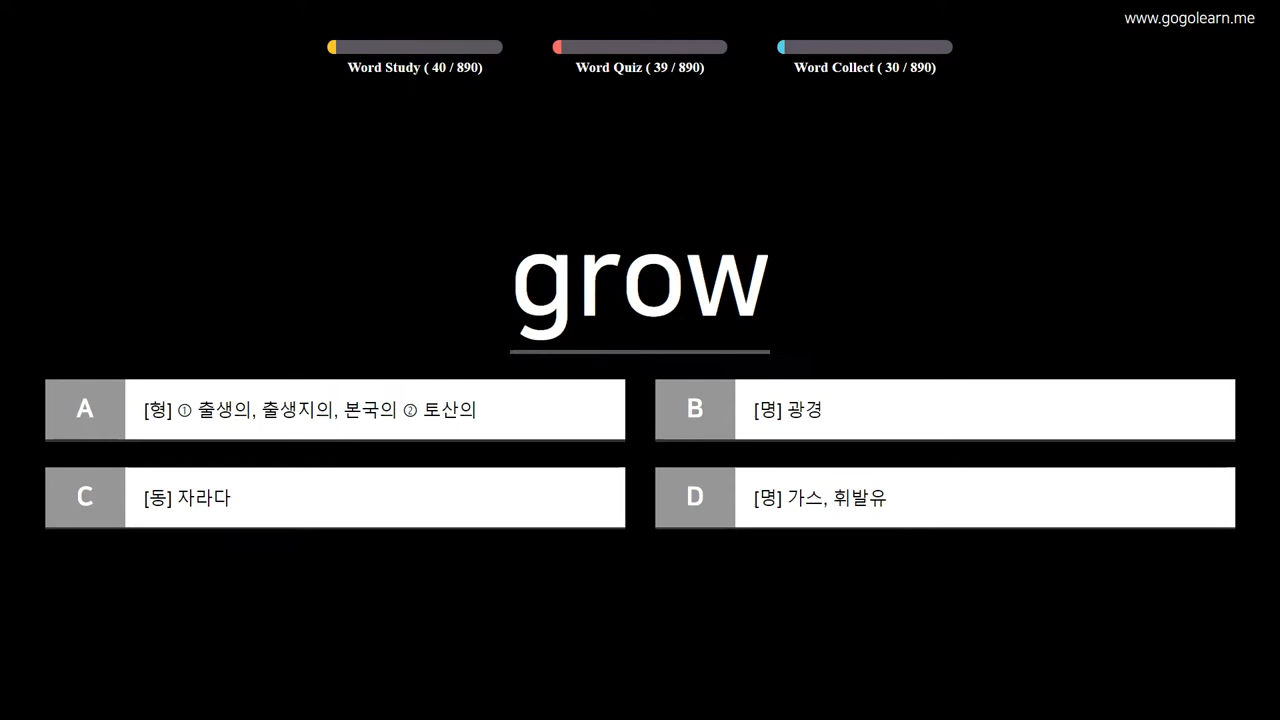 www.gogolearn.me
Word Study ( 40 / 890)
Word Quiz ( 39 / 890)
Word Collect ( 30 / 890)
grow
A [형] ① 출생의, 출생지의, 본국의 ② 토산의
B [명] 광경
C [동] 자라다
D [명] 가스, 휘발유